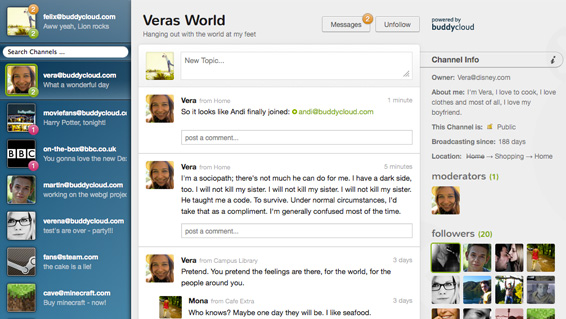 2
felix@buddycloud.com
Aww yeah, Lion rocks
2
Search Channels ...
vera@buddycloud.com
What a wonderful day
2
moviefans@buddycloud.c
Harry Potter, tonight!
1
BBC
on-the-box@bbc.co.uk
You gonna love the new De
1
martin@buddycloud.com
working on the webgl proje
verena@buddycloud.com
test's are over - party!!!
fans@steam.com
the cake is a lie!
cave@minecraft.com
Buy minecraft - now!
Veras World
Hanging out with the world at my feet
Messages
2
Unfollow
New Topic...
Vera from Home
1 minute
So it looks like Andi finally joined: andi@buddycloud.com
post a comment...
Vera from Home
5 minutes
I'm a sociopath; there's not much he can do for me. I have a dark side,
too. I will not kill my sister. I will not kill my sister. I will not kill my sister.
He taught me a code. To survive. Under normal circumstances, I'd
take that as a compliment. I'm generally confused most of the time.
post a comment...
Vera from Campus Library
3 days
Pretend. You pretend the feelings are there, for the world, for the
people around you.
Mona from Cafe Extra
3 days
Who knows? Maybe one day they will be. I like seafood.
powered by
buddycloud
Channel Info
Owner: Vera@disney.com
About me: I'm Vera, I love to cook, I love
clothes and most of all, I love my
boyfriend.
This Channel is: Public
Broadcasting since: 188 days
Location: Home → Shopping → Home
moderators (1)
followers (20)